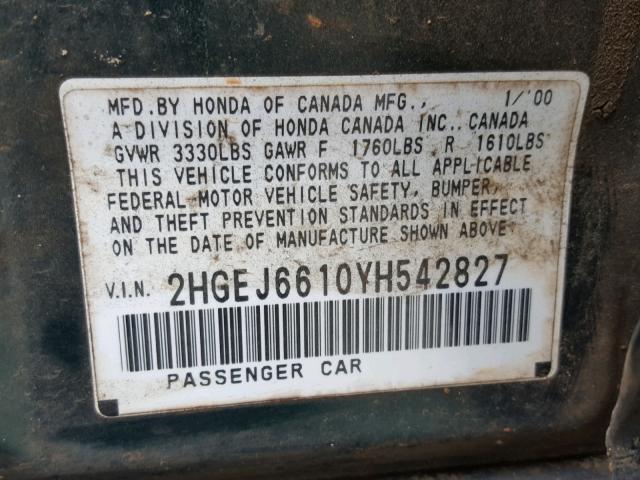 MFD. BY HONDA OF CANADA MFG., 1/'00
A DIVISION OF HONDA CANADA INC., CANADA
GVWR 3330LBS GAWR F 1760LBS R 1610LBS
THIS VEHICLE CONFORMS TO ALL APPLICABLE
FEDERAL MOTOR VEHICLE SAFETY, BUMPER,
AND THEFT PREVENTION STANDARDS IN EFFECT
ON THE DATE OF MANUFACTURE SHOWN ABOVE.
V.I.N. 2HGEJ6610YH542827
PASSENGER CAR